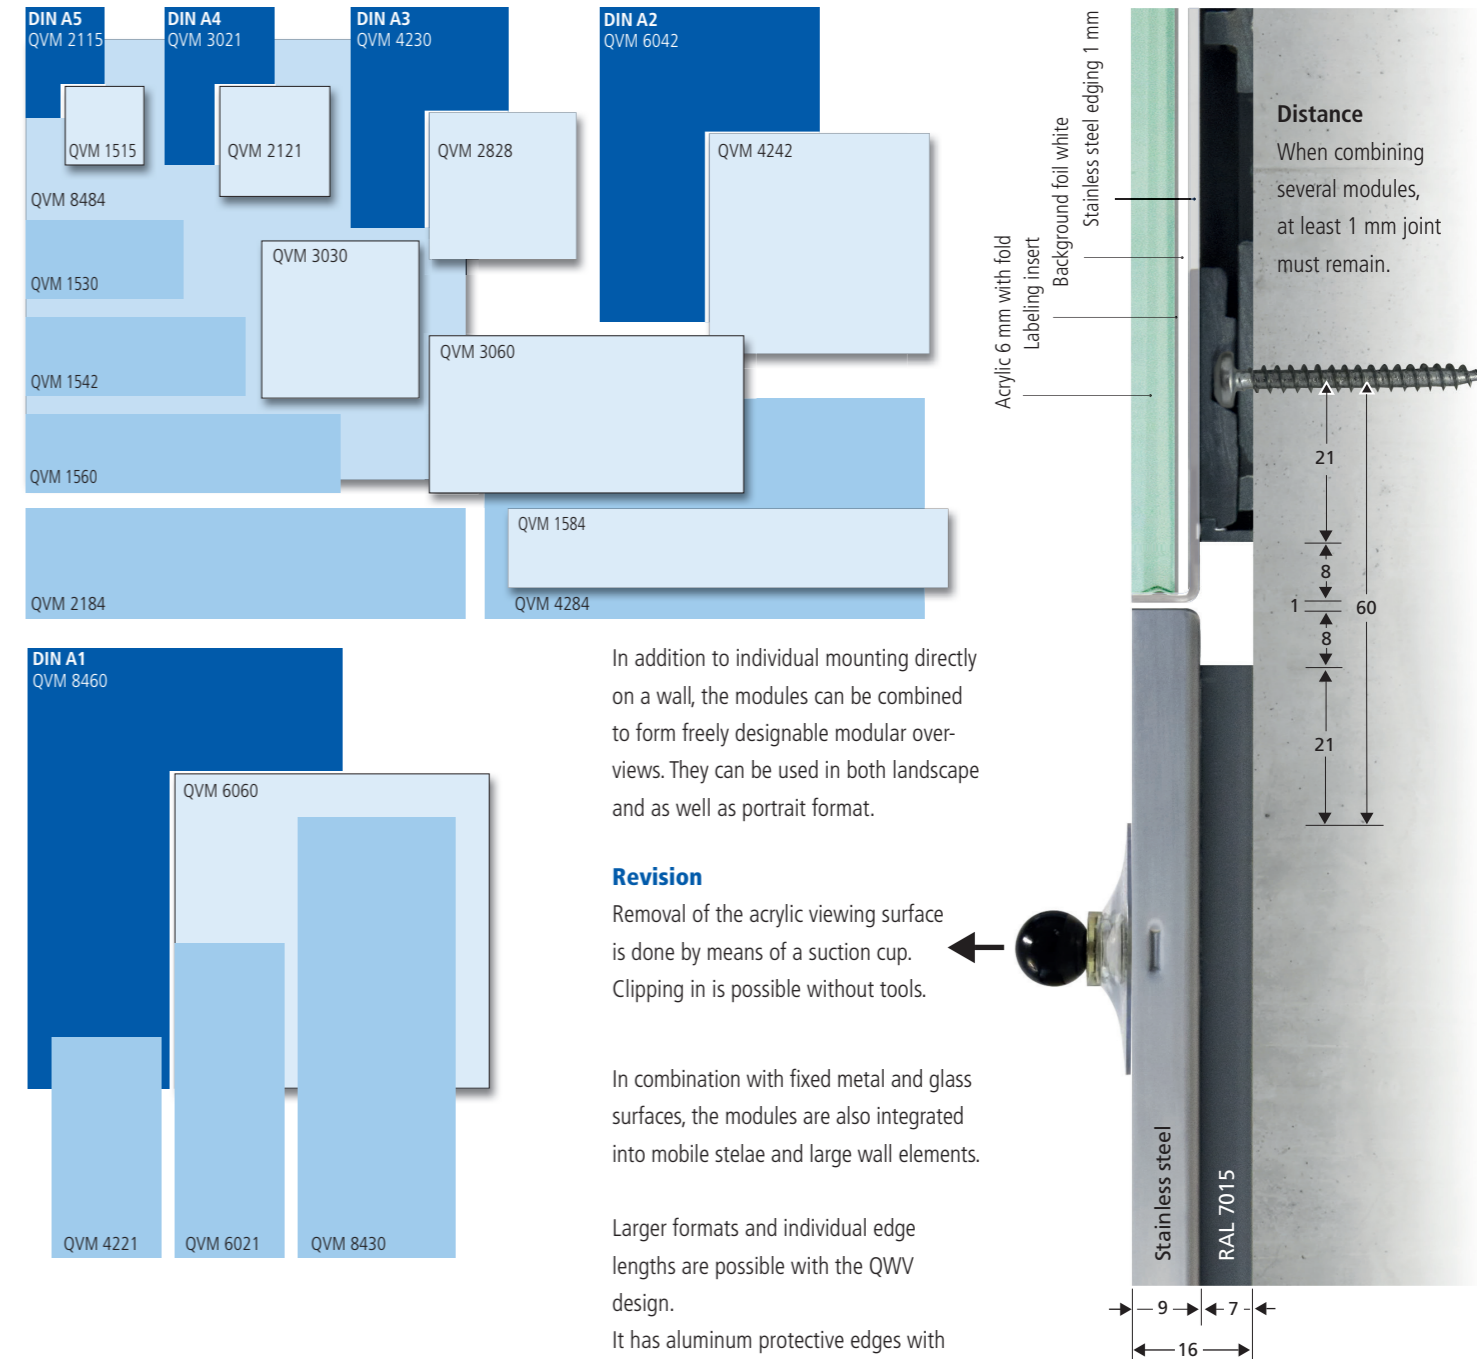 DIN A5
QVM 2115
DIN A4
QVM 3021
DIN A3
QVM 4230
DIN A2
QVM 6042
QVM 1515
QVM 2121
QVM 2828
QVM 4242
QVM 8484
QVM 1530
QVM 3030
QVM 1542
QVM 3060
QVM 1560
QVM 1584
QVM 2184
QVM 4284
DIN A1
QVM 8460
QVM 6060
QVM 4221
QVM 6021
QVM 8430
In addition to individual mounting directly
on a wall, the modules can be combined
to form freely designable modular over-
views. They can be used in both landscape
and as well as portrait format.
Revision
Removal of the acrylic viewing surface
is done by means of a suction cup.
Clipping in is possible without tools.
In combination with fixed metal and glass
surfaces, the modules are also integrated
into mobile stelae and large wall elements.
Larger formats and individual edge
lengths are possible with the QWV
design.
It has aluminum protective edges with
Acrylic 6 mm with fold
Labeling insert
Background foil white
Stainless steel edging 1 mm
Distance
When combining
several modules,
at least 1 mm joint
must remain.
21
8
1
60
8
21
Stainless steel
RAL 7015
9
7
16